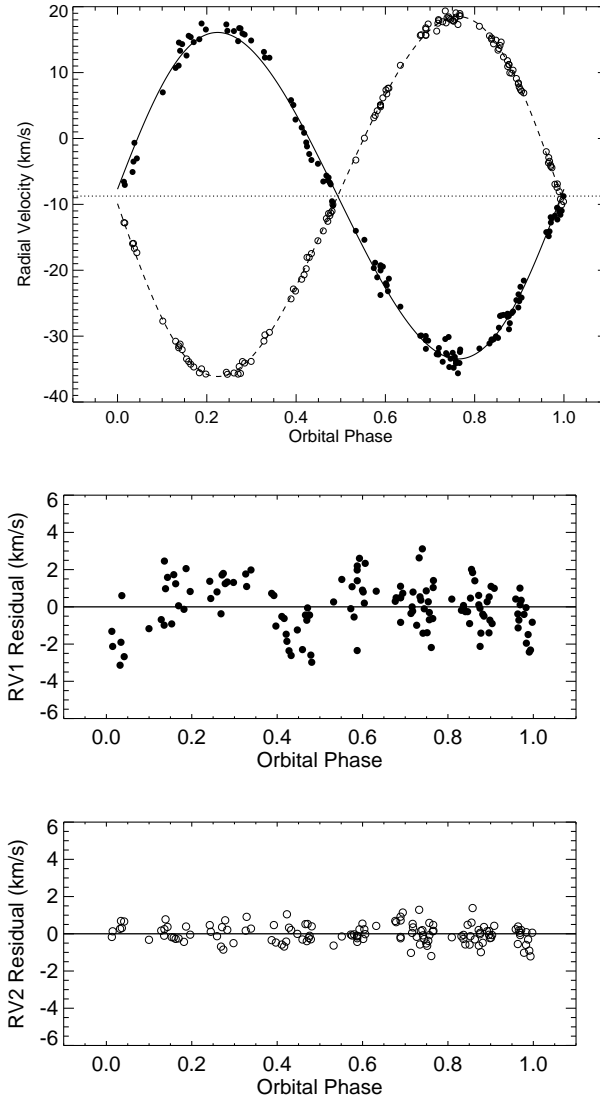 20
10
0
-10
-20
-30
-40
Radial Velocity (km/s)
0.0 0.2 0.4 0.6 0.8 1.0
Orbital Phase
6
4
2
0
-2
-4
-6
RV1 Residual (km/s)
0.0 0.2 0.4 0.6 0.8 1.0
Orbital Phase
6
4
2
0
-2
-4
-6
RV2 Residual (km/s)
0.0 0.2 0.4 0.6 0.8 1.0
Orbital Phase